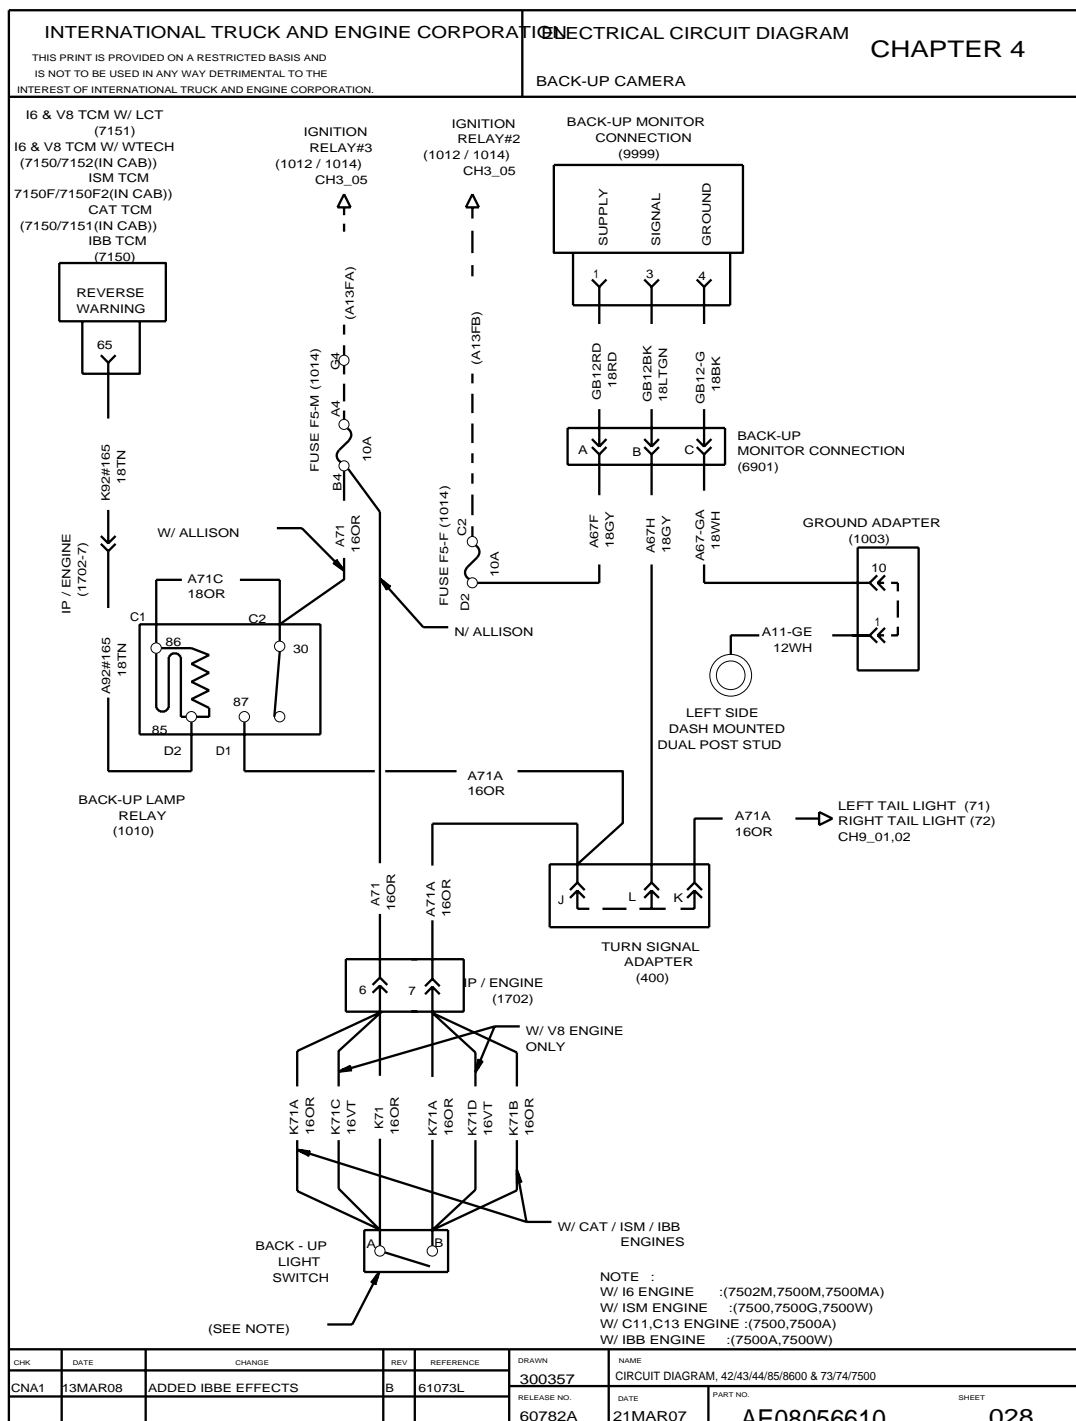 INTERNATIONAL TRUCK AND ENGINE CORPORATION
THIS PRINT IS PROVIDED ON A RESTRICTED BASIS AND
IS NOT TO BE USED IN ANY WAY DETRIMENTAL TO THE
INTEREST OF INTERNATIONAL TRUCK AND ENGINE CORPORATION.
ELECTRICAL CIRCUIT DIAGRAM
CHAPTER 4
BACK-UP CAMERA
I6 & V8 TCM W/ LCT
(7151)
I6 & V8 TCM W/ WTECH
(7150/7152(IN CAB))
ISM TCM
7150F/7150F2(IN CAB))
CAT TCM
(7150/7151(IN CAB))
IBB TCM
(7150)
REVERSE
WARNING
65
K92#165
18TN
IP / ENGINE
(1702-7)
A92#165
18TN
IGNITION
RELAY#3
(1012 / 1014)
CH3_05
(A13FA)
G4
A4
FUSE F5-M (1014)
10A
B4
A71
16OR
W/ ALLISON
IGNITION
RELAY#2
(1012 / 1014)
CH3_05
(A13FB)
C2
FUSE F5-F (1014)
10A
D2
N/ ALLISON
BACK-UP MONITOR
CONNECTION
(9999)
SUPPLY
SIGNAL
GROUND
1
3
4
GB12RD
18RD
GB12BK
18LTGN
GB12-G
18BK
A
B
C
BACK-UP
MONITOR CONNECTION
(6901)
A67F
18GY
A67H
18GY
A67-GA
18WH
GROUND ADAPTER
(1003)
10
1
A11-GE
12WH
LEFT SIDE
DASH MOUNTED
DUAL POST STUD
A71C
18OR
C1
C2
86
30
87
85
D2
D1
BACK-UP LAMP
RELAY
(1010)
A71A
16OR
A71A
16OR
LEFT TAIL LIGHT (71)
RIGHT TAIL LIGHT (72)
CH9_01,02
J
L
K
TURN SIGNAL
ADAPTER
(400)
A71
16OR
A71A
16OR
6
7
IP / ENGINE
(1702)
W/ V8 ENGINE
ONLY
K71A
16OR
K71C
16VT
K71
16OR
K71A
16OR
K71D
16VT
K71B
16OR
W/ CAT / ISM / IBB
ENGINES
A
B
BACK - UP
LIGHT
SWITCH
(SEE NOTE)
NOTE :
W/ I6 ENGINE :(7502M,7500M,7500MA)
W/ ISM ENGINE :(7500,7500G,7500W)
W/ C11,C13 ENGINE :(7500,7500A)
W/ IBB ENGINE :(7500A,7500W)
CHK DATE CHANGE REV REFERENCE
CNA1 13MAR08 ADDED IBBE EFFECTS B 61073L
DRAWN
300357
NAME
CIRCUIT DIAGRAM, 42/43/44/85/8600 & 73/74/7500
RELEASE NO.
60782A
DATE
21MAR07
PART NO.
AE08056610
SHEET
028